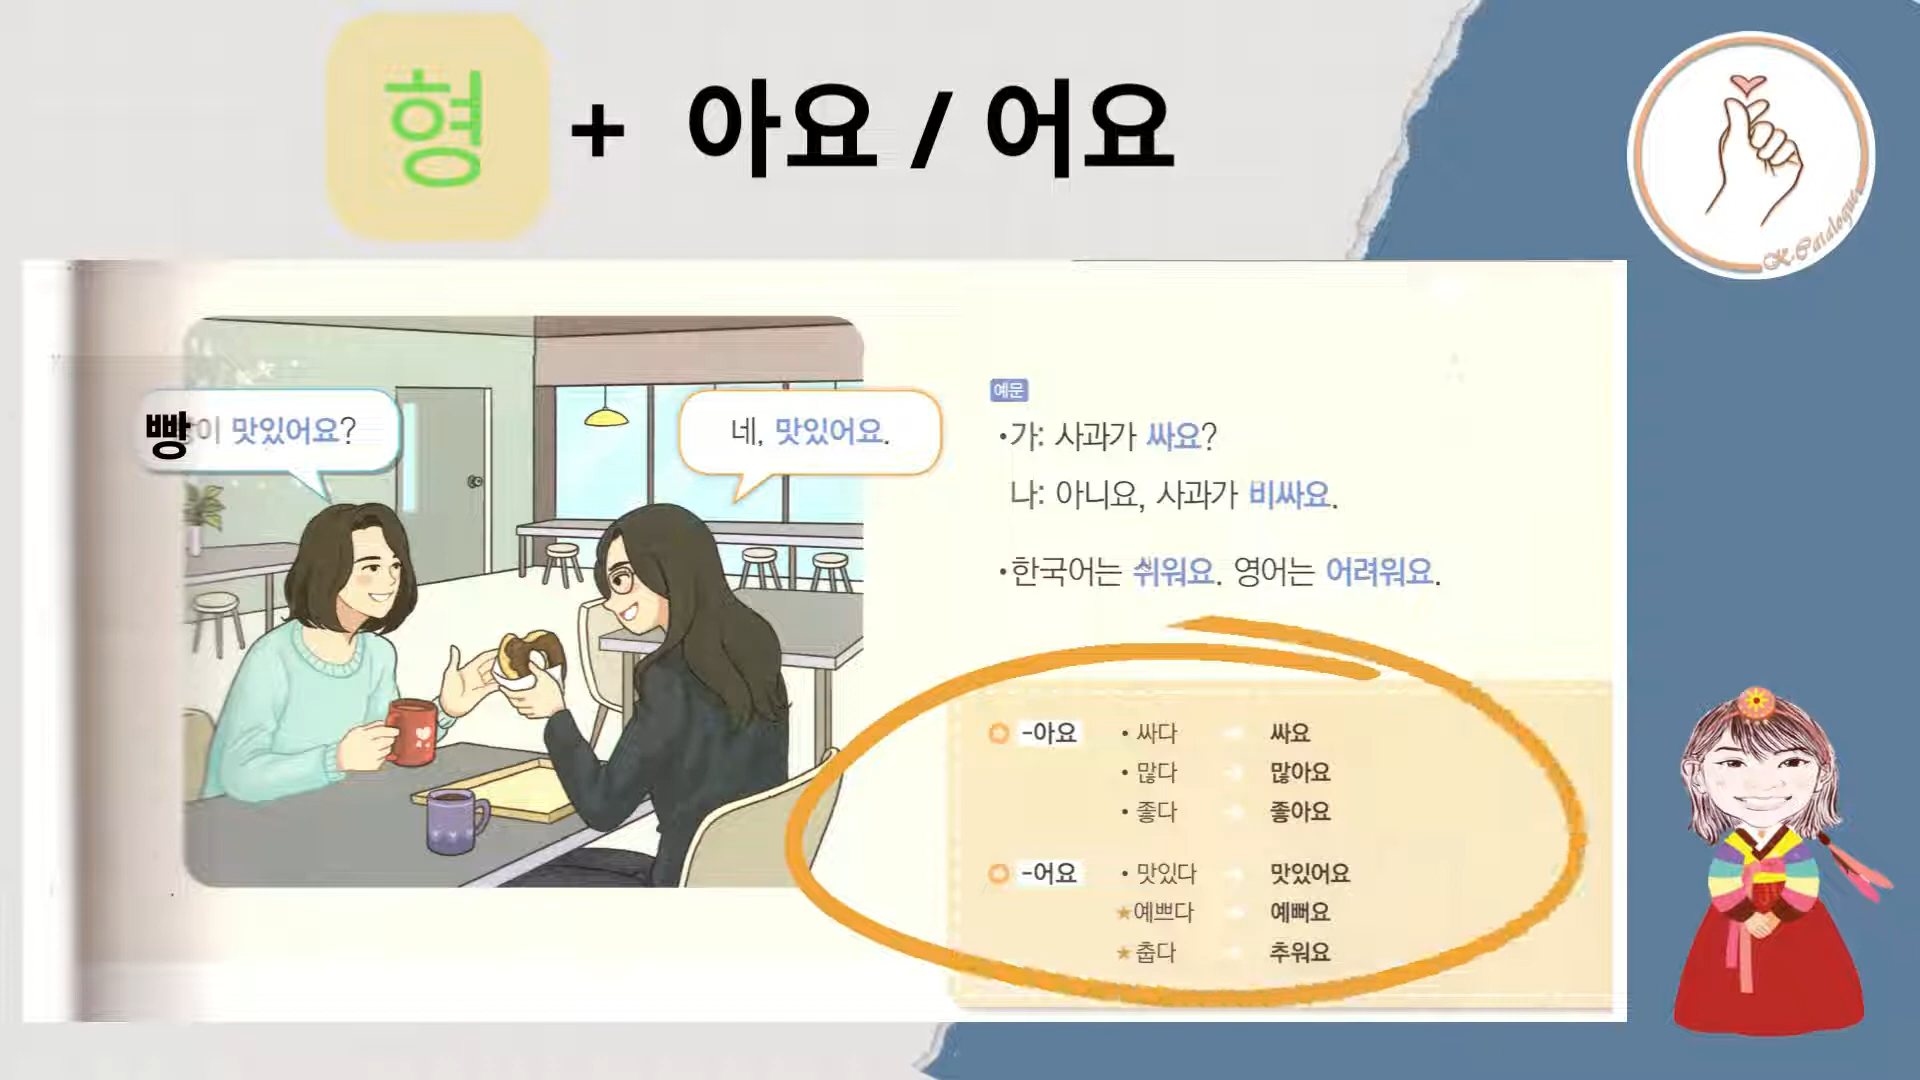 형 + 아요 / 어요
K.Catalogue
빵이 맛있어요?
네, 맛있어요.
예문
•가: 사과가 싸요?
나: 아니요, 사과가 비싸요.
•한국어는 쉬워요. 영어는 어려워요.
-아요 • 싸다 싸요
• 많다 많아요
• 좋다 좋아요
-어요 • 맛있다 맛있어요
★예쁘다 예뻐요
★춥다 추워요